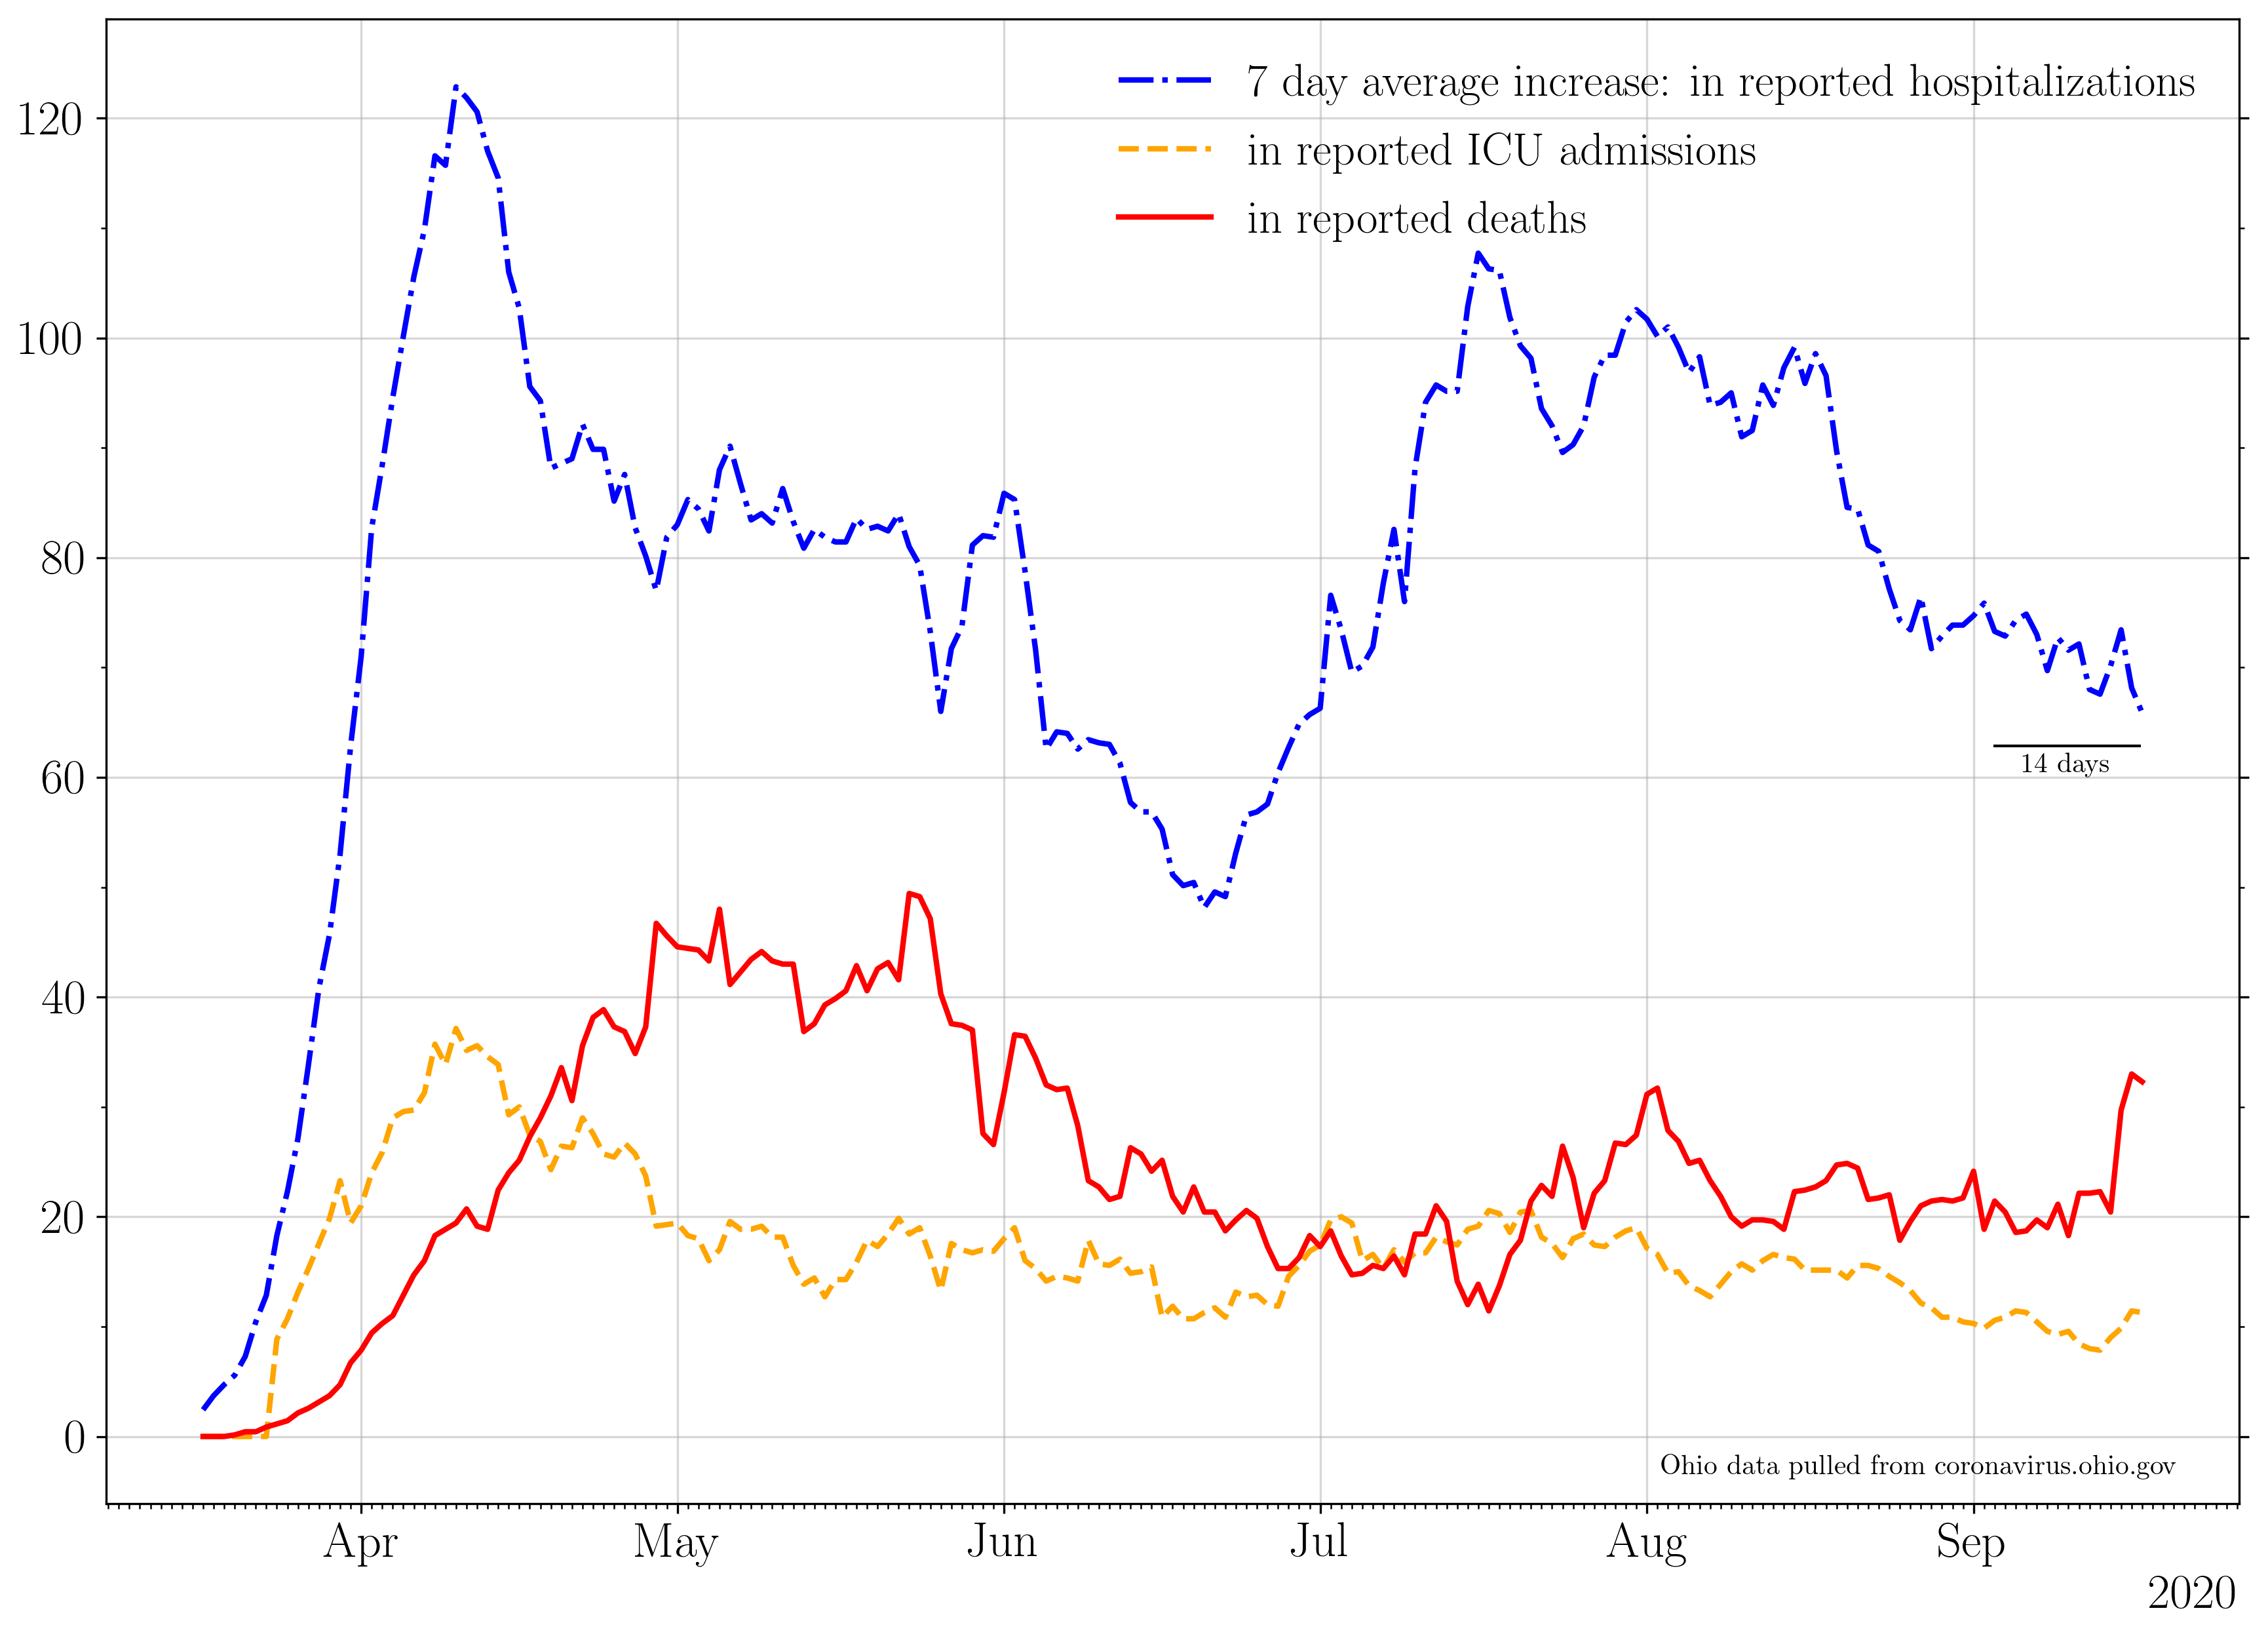 7 day average increase: in reported hospitalizations
in reported ICU admissions
in reported deaths
120
100
80
60
40
20
0
14 days
Ohio data pulled from coronavirus.ohio.gov
Apr May Jun Jul Aug Sep
2020